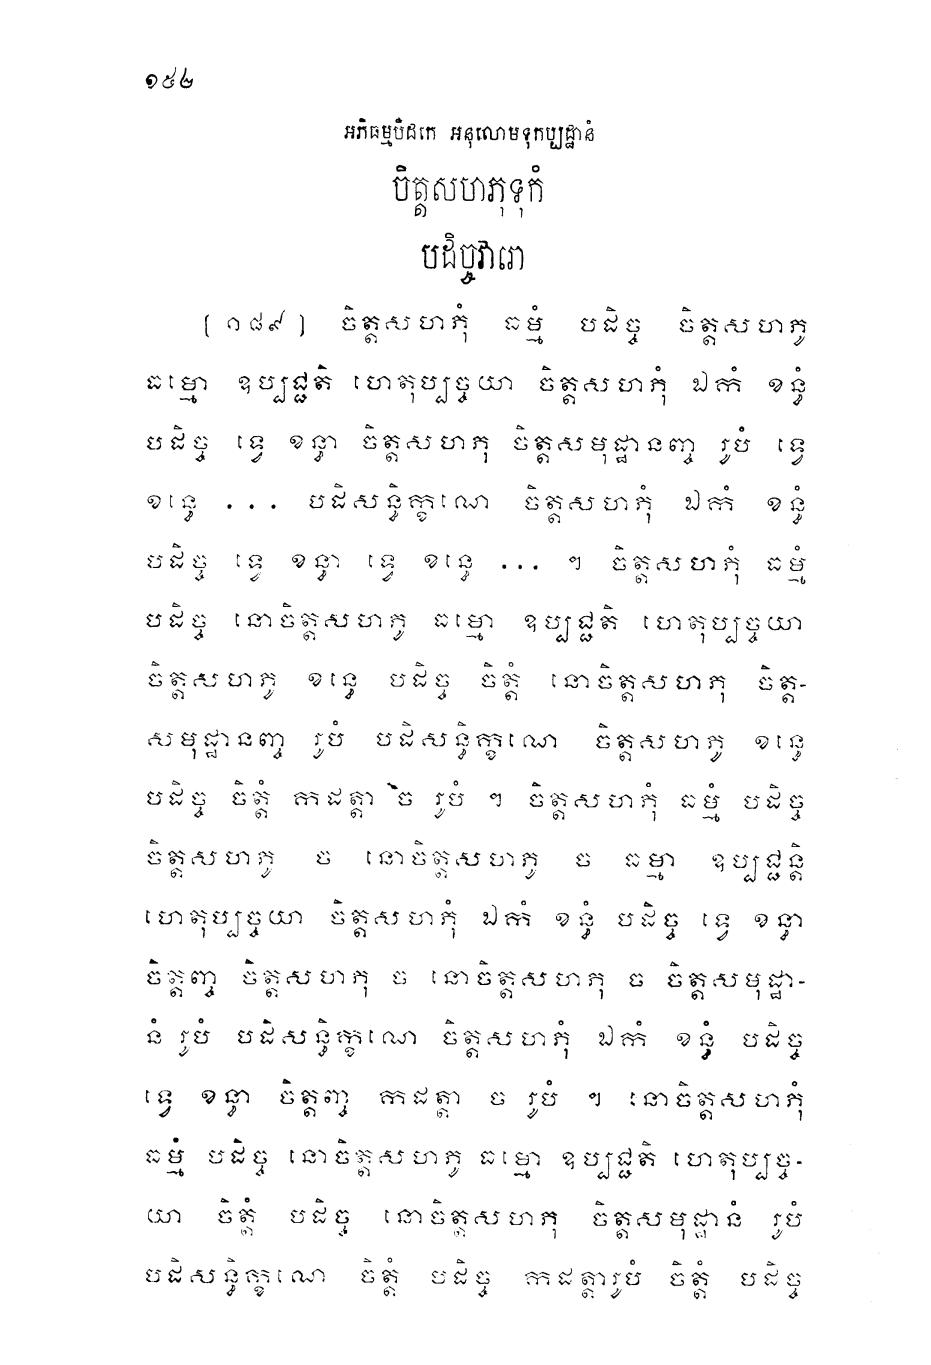 ១៥៤
អភិធម្មបិដកេ អនុលោមទុកប្បដ្ឋានំ
ចិត្តសហភុទុកំ
បដិច្ចវារោ
[១៨៩] ចិត្តសហភុំ ធម្មំ បដិច្ច ចិត្តសហភូ
ធម្មោ ឧប្បជ្ជតិ ហេតុប្បច្ចយា ចិត្តសហភុំ ឯកំ ខន្ធំ
បដិច្ច ទ្វេ ខន្ធា ចិត្តសហភុ ចិត្តសមុដ្ឋានញ្ច រូបំ ទ្វេ
ខន្ធេ ... បដិសន្ធិក្ខណេ ចិត្តសហភុំ ឯកំ ខន្ធំ
បដិច្ច ទ្វេ ខន្ធា ទ្វេ ខន្ធេ ... ។ ចិត្តសហភុំ ធម្មំ
បដិច្ច នោចិត្តសហភូ ធម្មោ ឧប្បជ្ជតិ ហេតុប្បច្ចយា
ចិត្តសហភូ ខន្ធេ បដិច្ច ចិត្តំ នោចិត្តសហភុ ចិត្ត-
សមុដ្ឋានញ្ច រូបំ បដិសន្ធិក្ខណេ ចិត្តសហភូ ខន្ធេ
បដិច្ច ចិត្តំ កដត្តា ច រូបំ ។ ចិត្តសហភុំ ធម្មំ បដិច្ច
ចិត្តសហភូ ច នោចិត្តសហភូ ច ធម្មា ឧប្បជ្ជន្តិ
ហេតុប្បច្ចយា ចិត្តសហភុំ ឯកំ ខន្ធំ បដិច្ច ទ្វេ ខន្ធា
ចិត្តញ្ច ចិត្តសហភុ ច នោចិត្តសហភុ ច ចិត្តសមុដ្ឋា-
នំ រូបំ បដិសន្ធិក្ខណេ ចិត្តសហភុំ ឯកំ ខន្ធំ បដិច្ច
ទ្វេ ខន្ធា ចិត្តញ្ច កដត្តា ច រូបំ ។ នោចិត្តសហភុំ
ធម្មំ បដិច្ច នោចិត្តសហភូ ធម្មោ ឧប្បជ្ជតិ ហេតុប្បច្ច-
យា ចិត្តំ បដិច្ច នោចិត្តសហភុ ចិត្តសមុដ្ឋានំ រូបំ
បដិសន្ធិក្ខណេ ចិត្តំ បដិច្ច កដត្តារូបំ ចិត្តំ បដិច្ច